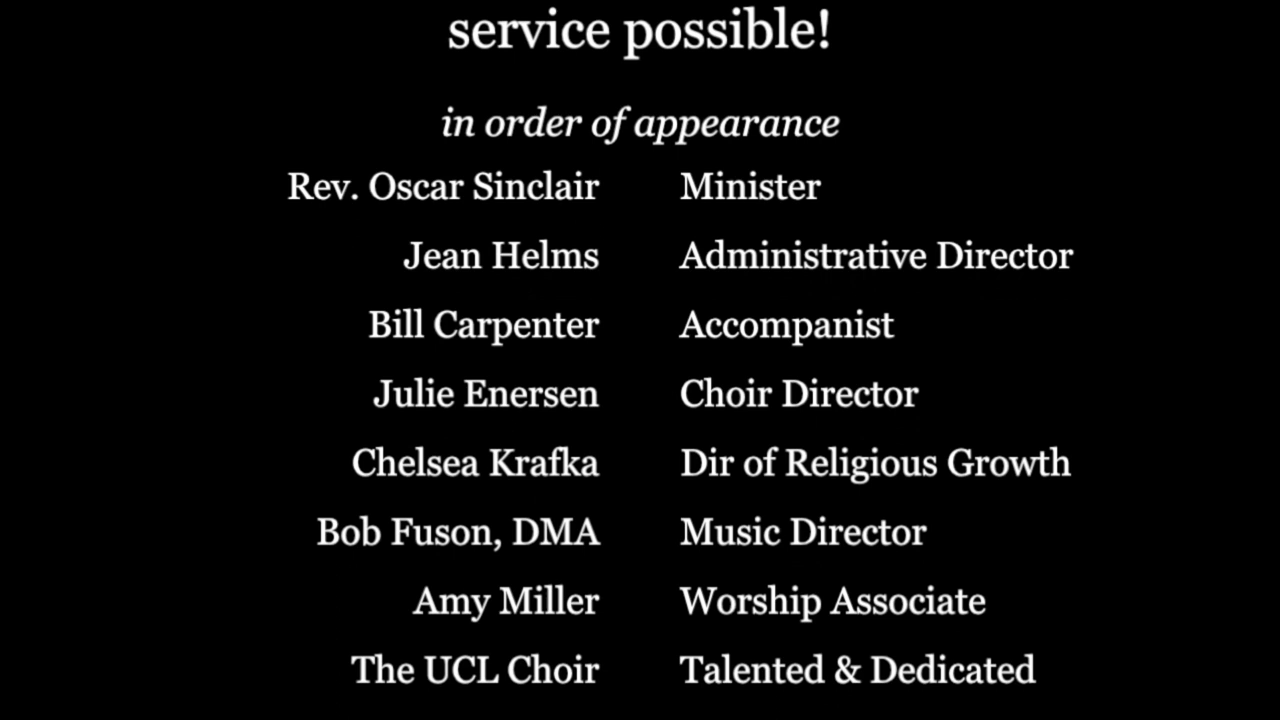 service possible!
in order of appearance
Rev. Oscar Sinclair Minister
Jean Helms Administrative Director
Bill Carpenter Accompanist
Julie Enersen Choir Director
Chelsea Krafka Dir of Religious Growth
Bob Fuson, DMA Music Director
Amy Miller Worship Associate
The UCL Choir Talented & Dedicated